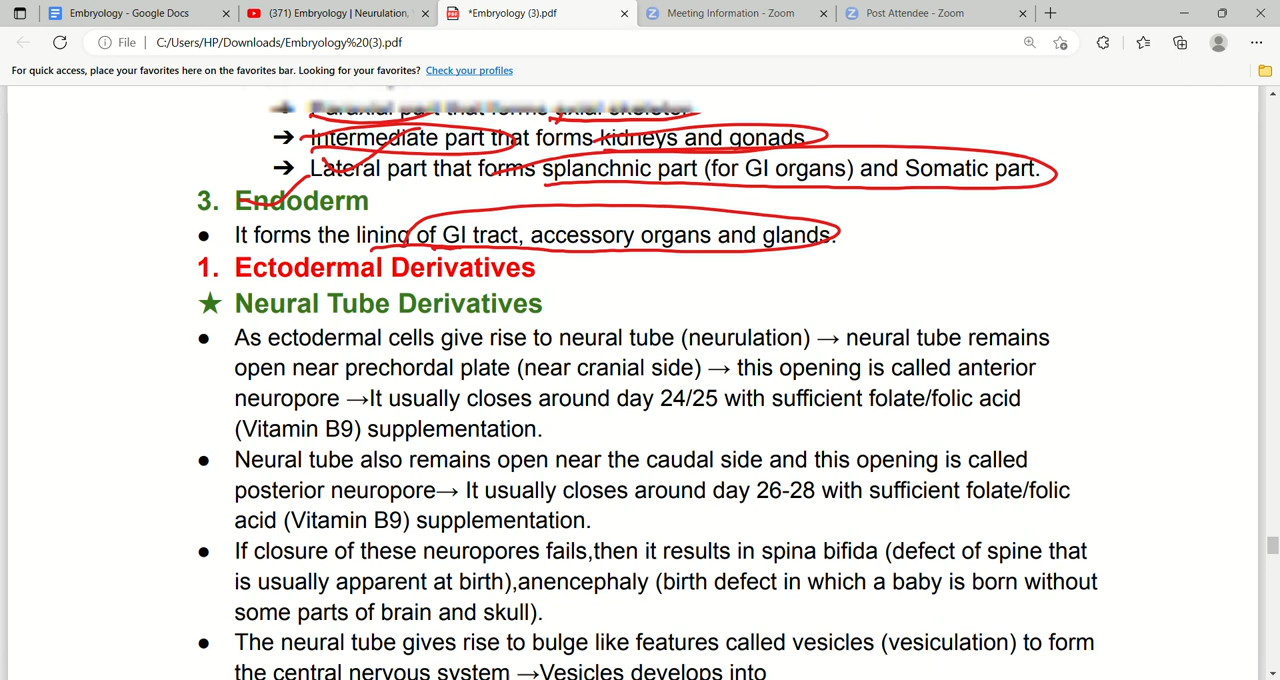 Embryology - Google Docs
(371) Embryology | Neurulation,
*Embryology (3).pdf
Meeting Information - Zoom
Post Attendee - Zoom
File
C:/Users/HP/Downloads/Embryology%20(3).pdf
For quick access, place your favorites here on the favorites bar. Looking for your favorites? Check your profiles
➔ Paraxial part that forms axial skeleton
➔ Intermediate part that forms kidneys and gonads
➔ Lateral part that forms splanchnic part (for GI organs) and Somatic part.
3. Endoderm
● It forms the lining of GI tract, accessory organs and glands.
1. Ectodermal Derivatives
★ Neural Tube Derivatives
● As ectodermal cells give rise to neural tube (neurulation) → neural tube remains
open near prechordal plate (near cranial side) → this opening is called anterior
neuropore →It usually closes around day 24/25 with sufficient folate/folic acid
(Vitamin B9) supplementation.
● Neural tube also remains open near the caudal side and this opening is called
posterior neuropore→ It usually closes around day 26-28 with sufficient folate/folic
acid (Vitamin B9) supplementation.
● If closure of these neuropores fails,then it results in spina bifida (defect of spine that
is usually apparent at birth),anencephaly (birth defect in which a baby is born without
some parts of brain and skull).
● The neural tube gives rise to bulge like features called vesicles (vesiculation) to form
the central nervous system →Vesicles develops into